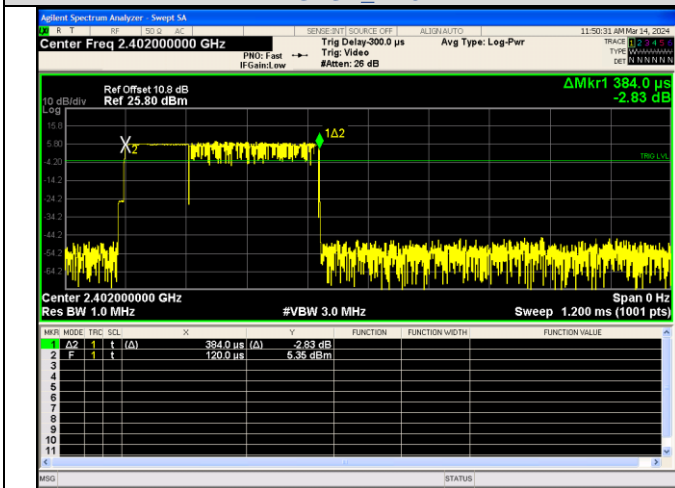 Agilent Spectrum Analyzer - Swept SA
R T RF 50 Ω AC SENSE:INT SOURCE OFF ALIGN AUTO 11:50:31 AM Mar 14, 2024
Center Freq 2.402000000 GHz Trig Delay-300.0 µs Avg Type: Log-Pwr TRACE 1 2 3 4 5 6
PNO: Fast Trig: Video TYPE
IFGain:Low #Atten: 26 dB DET N N N N N N
ΔMkr1 384.0 µs
Ref Offset 10.8 dB
10 dB/div Ref 25.80 dBm -2.83 dB
Log
15.8
1Δ2
5.80
2
TRIG LVL
-4.20
-14.2
-24.2
-34.2
-44.2
-54.2
-64.2
Center 2.402000000 GHz Span 0 Hz
Res BW 1.0 MHz #VBW 3.0 MHz Sweep 1.200 ms (1001 pts)
MKR MODE TRC SCL X Y FUNCTION FUNCTION WIDTH FUNCTION VALUE
1 Δ2 1 t (Δ) 384.0 µs (Δ) -2.83 dB
2 F 1 t 120.0 µs 5.35 dBm
3
4
5
6
7
8
9
10
11
MSG STATUS